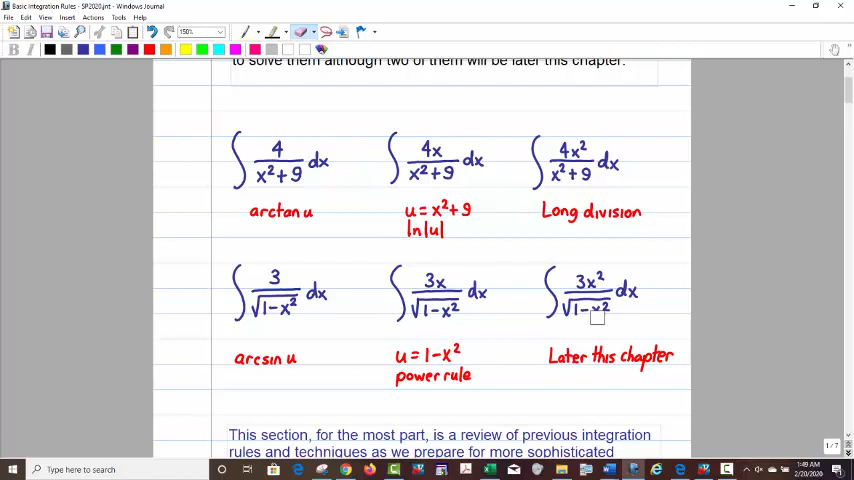 Basic Integration Rules - SP2020.jnt - Windows Journal
File Edit View Insert Actions Tools Help
150%
B I
to solve them although two of them will be later this chapter.
∫ 4/(x²+9) dx ∫ 4x/(x²+9) dx ∫ 4x²/(x²+9) dx
arctan u u = x²+9 Long division
ln|u|
∫ 3/√(1-x²) dx ∫ 3x/√(1-x²) dx ∫ 3x²/√(1-x²) dx
arcsin u u = 1-x² Later this chapter
power rule
This section, for the most part, is a review of previous integration
rules and techniques as we prepare for more sophisticated
1/7
Type here to search
1:49 AM
2/20/2020